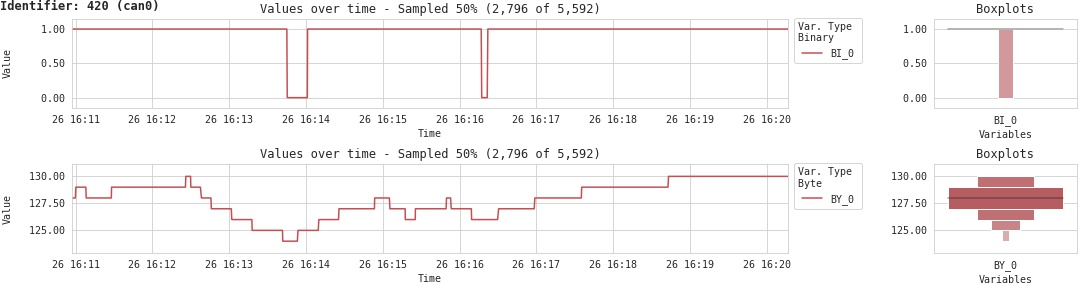 Identifier: 420 (can0)
Values over time - Sampled 50% (2,796 of 5,592)
Boxplots
Value
1.00
0.50
0.00
26 16:11 26 16:12 26 16:13 26 16:14 26 16:15 26 16:16 26 16:17 26 16:18 26 16:19 26 16:20
Time
Var. Type
Binary
BI_0
1.00
0.50
0.00
BI_0
Variables
Values over time - Sampled 50% (2,796 of 5,592)
Boxplots
Value
130.00
127.50
125.00
26 16:11 26 16:12 26 16:13 26 16:14 26 16:15 26 16:16 26 16:17 26 16:18 26 16:19 26 16:20
Time
Var. Type
Byte
BY_0
130.00
127.50
125.00
BY_0
Variables